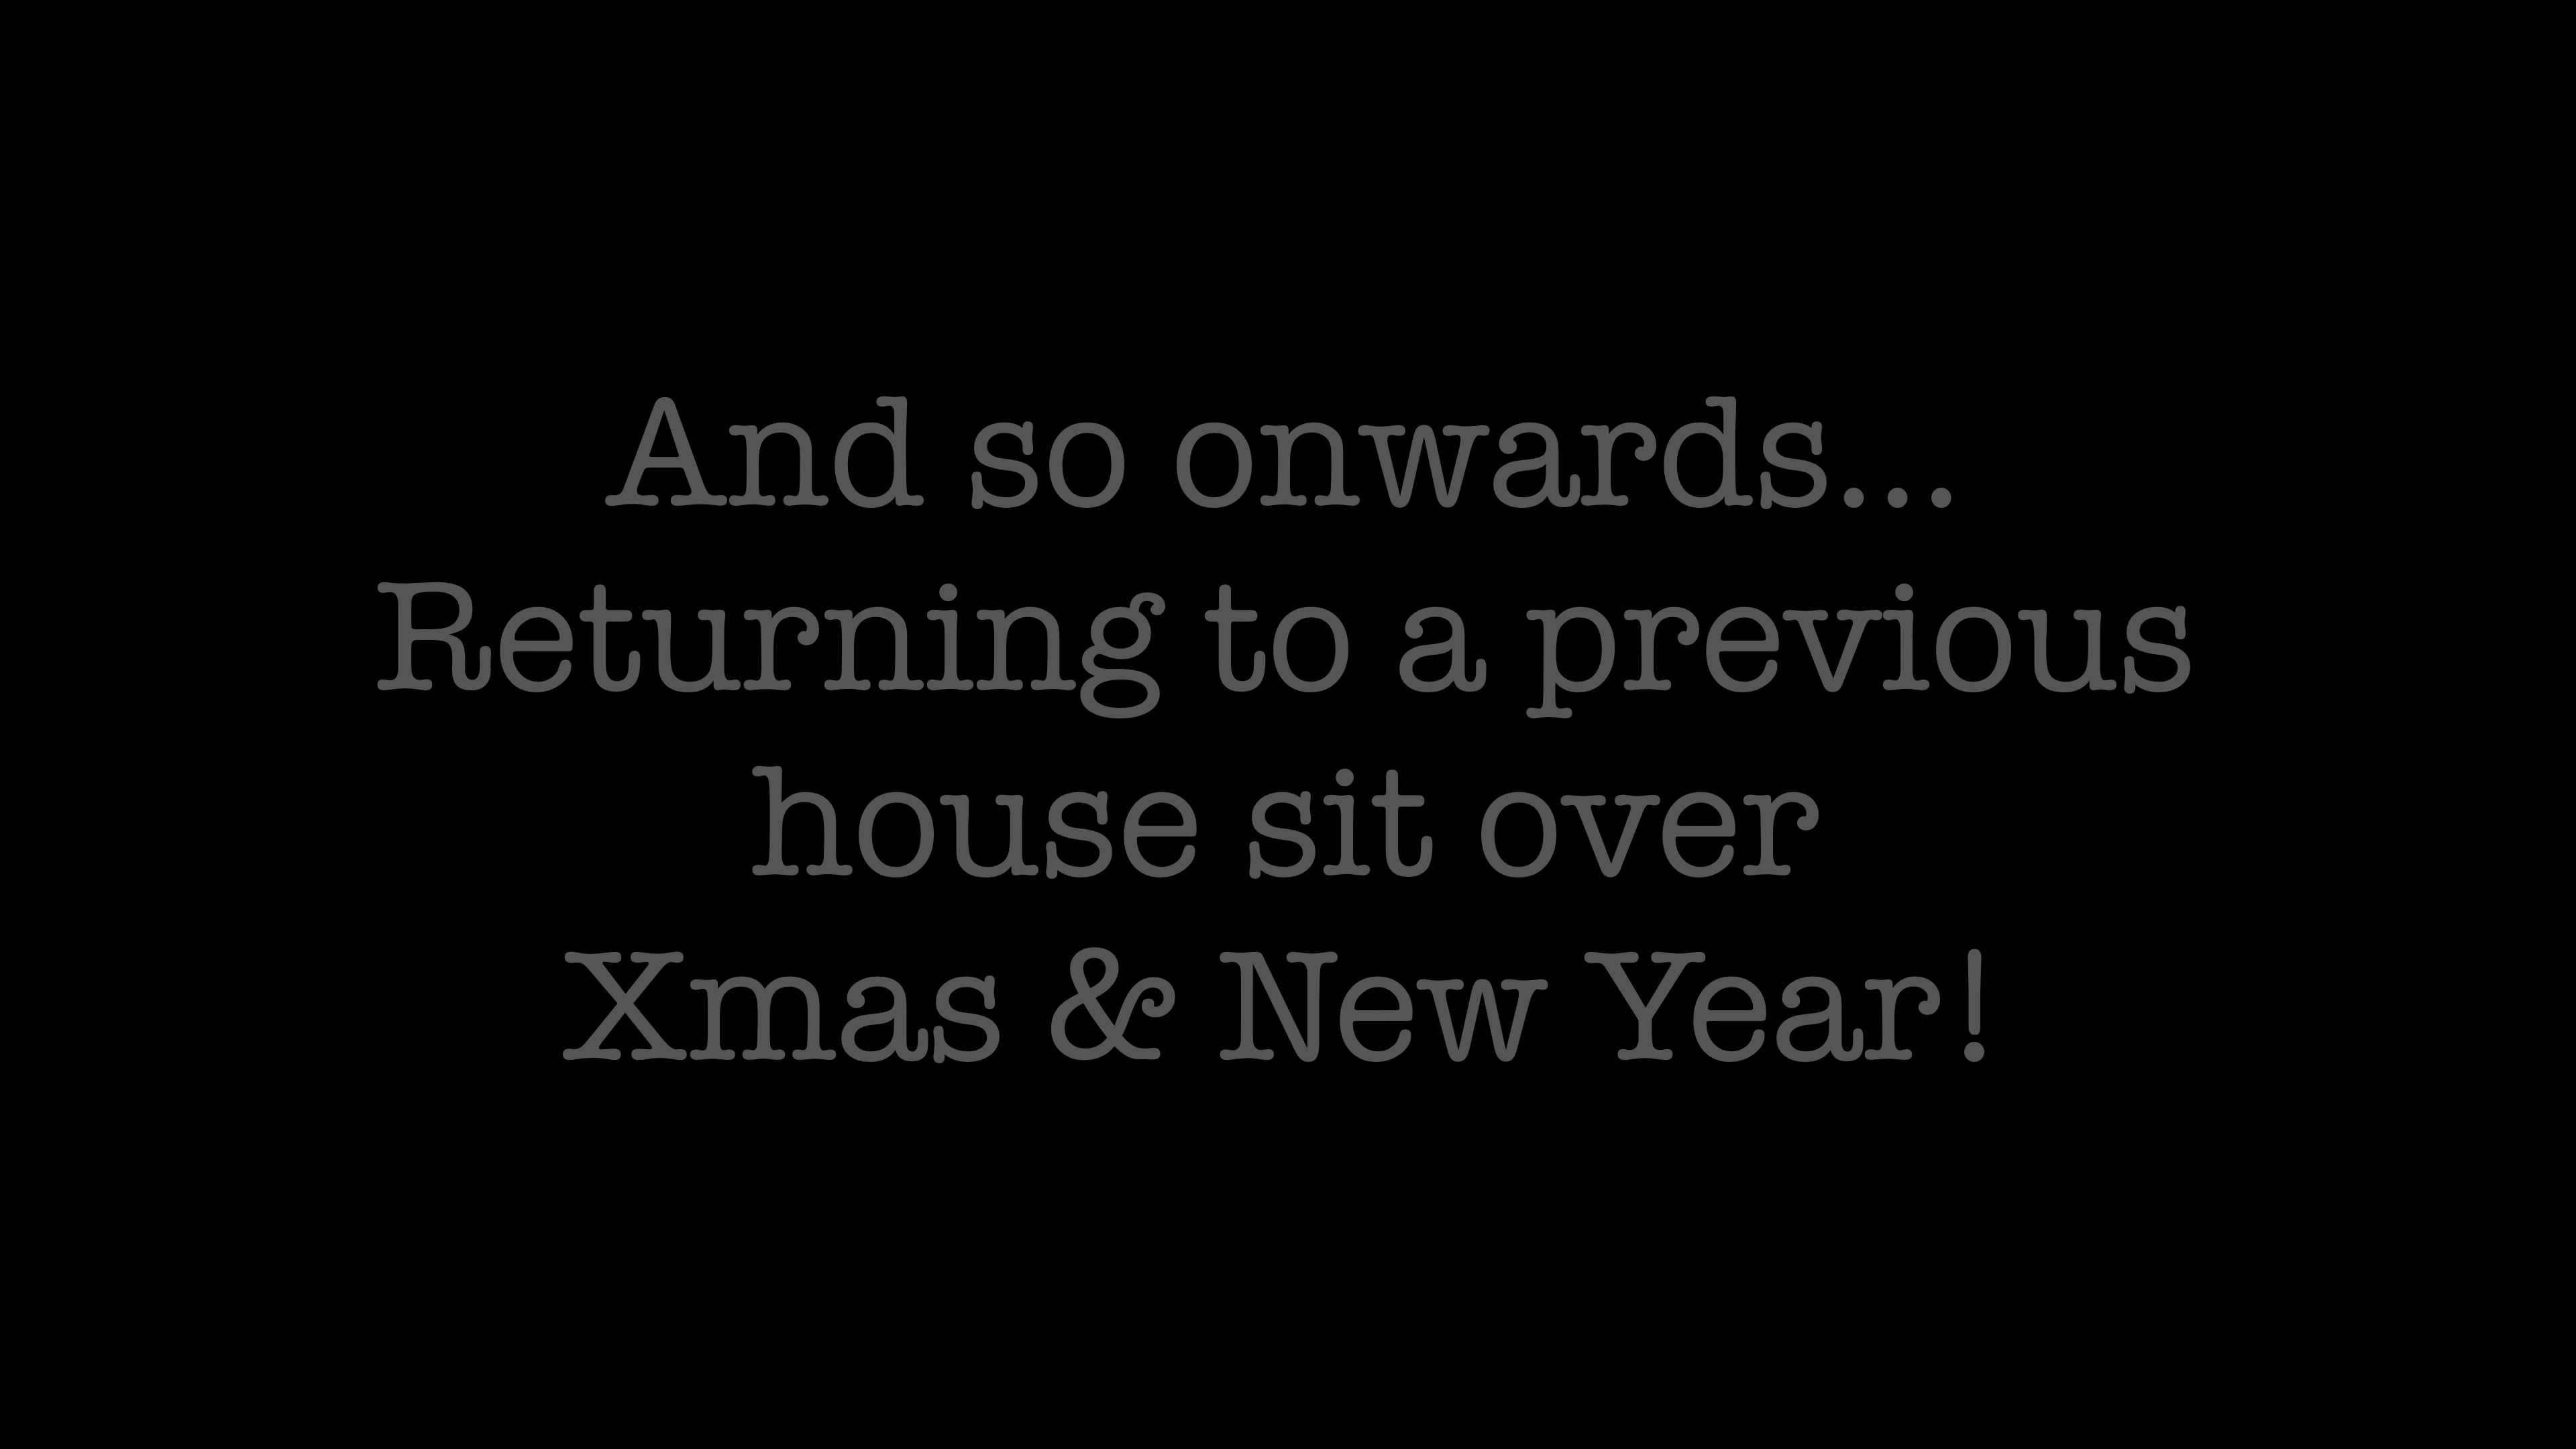 And so onwards...
Returning to a previous
house sit over
Xmas & New Year!